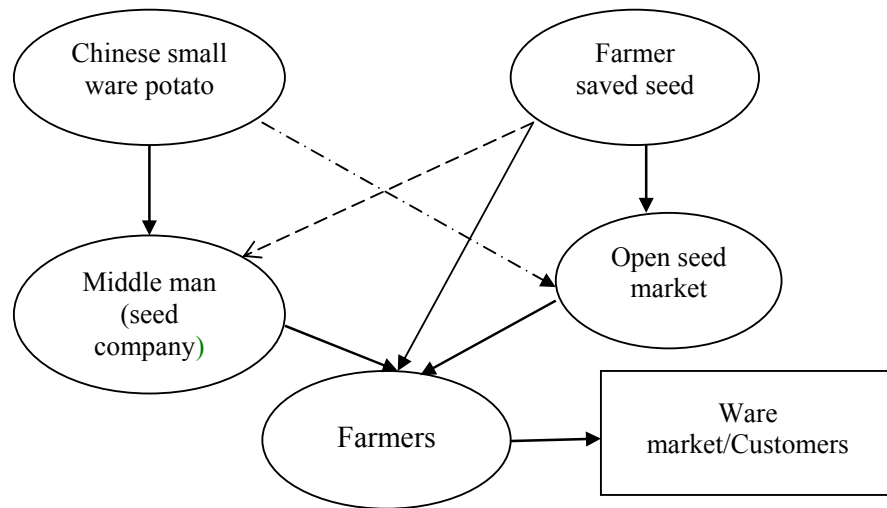 Chinese small
ware potato
Farmer
saved seed
Middle man
(seed
company)
Open seed
market
Farmers
Ware
market/Customers